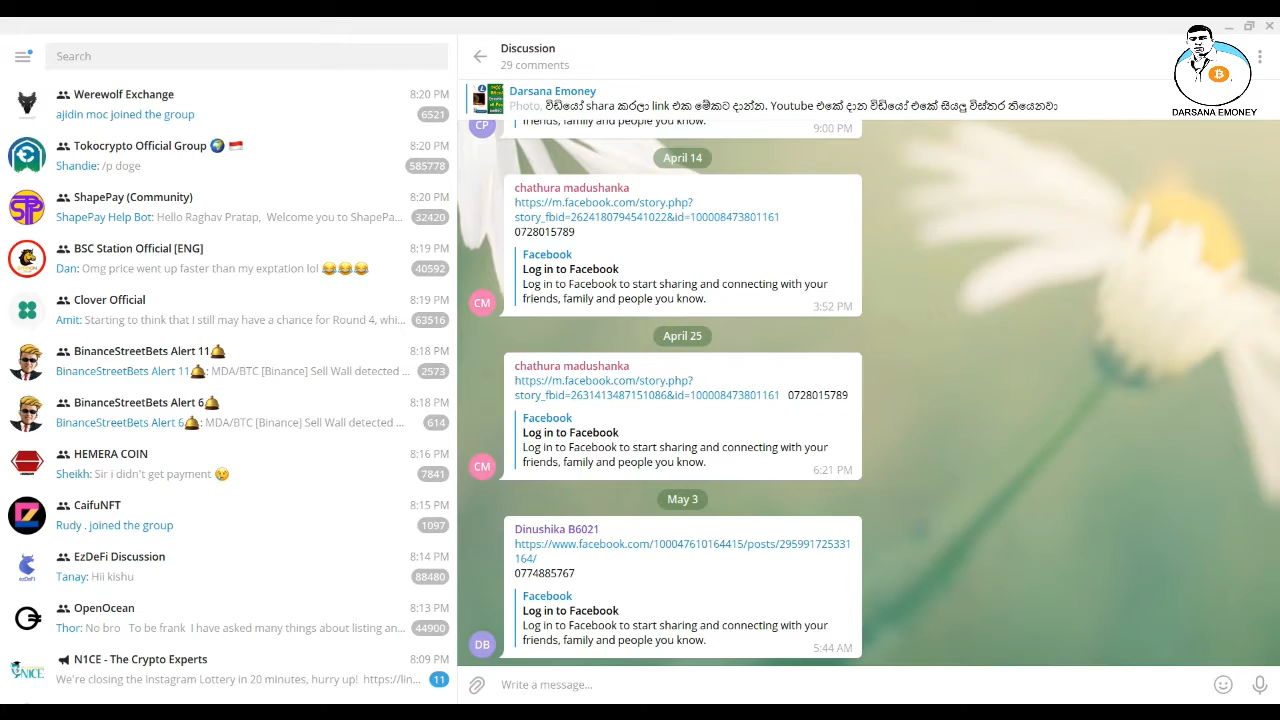 Search
Werewolf Exchange 8:20 PM
ajidin moc joined the group 6521
Tokocrypto Official Group 🌍 🇮🇩 8:20 PM
Shandie: /p doge 585778
ShapePay (Community) 8:20 PM
ShapePay Help Bot: Hello Raghav Pratap, Welcome you to ShapePa... 32420
BSC Station Official [ENG] 8:19 PM
Dan: Omg price went up faster than my exptation lol 😂😂😂 40592
Clover Official 8:19 PM
Amit: Starting to think that I still may have a chance for Round 4, whi... 63516
BinanceStreetBets Alert 11🛎 8:18 PM
BinanceStreetBets Alert 11🛎: MDA/BTC [Binance] Sell Wall detected ... 2573
BinanceStreetBets Alert 6🛎 8:18 PM
BinanceStreetBets Alert 6🛎: MDA/BTC [Binance] Sell Wall detected ... 614
HEMERA COIN 8:16 PM
Sheikh: Sir i didn't get payment 😢 7841
CaifuNFT 8:15 PM
Rudy . joined the group 1097
EzDeFi Discussion 8:14 PM
Tanay: Hii kishu 88480
OpenOcean 8:13 PM
Thor: No bro To be frank I have asked many things about listing an... 44900
N1CE - The Crypto Experts 8:09 PM
We're closing the Instagram Lottery in 20 minutes, hurry up! https://lin... 11
Discussion
29 comments
Darsana Emoney
Photo, වීඩියෝ shara කරලා link එක මේකට දාන්න. Youtube එකේ දාන වීඩියෝ එකේ සියලු විස්තර තියෙනවා
DARSANA EMONEY
CP
friends, family and people you know.
9:00 PM
April 14
chathura madushanka
https://m.facebook.com/story.php?
story_fbid=2624180794541022&id=100008473801161
0728015789
Facebook
Log in to Facebook
Log in to Facebook to start sharing and connecting with your
friends, family and people you know.
CM 3:52 PM
April 25
chathura madushanka
https://m.facebook.com/story.php?
story_fbid=2631413487151086&id=100008473801161 0728015789
Facebook
Log in to Facebook
Log in to Facebook to start sharing and connecting with your
friends, family and people you know.
CM 6:21 PM
May 3
Dinushika B6021
https://www.facebook.com/100047610164415/posts/295991725331
164/
0774885767
Facebook
Log in to Facebook
Log in to Facebook to start sharing and connecting with your
friends, family and people you know.
DB 5:44 AM
Write a message...